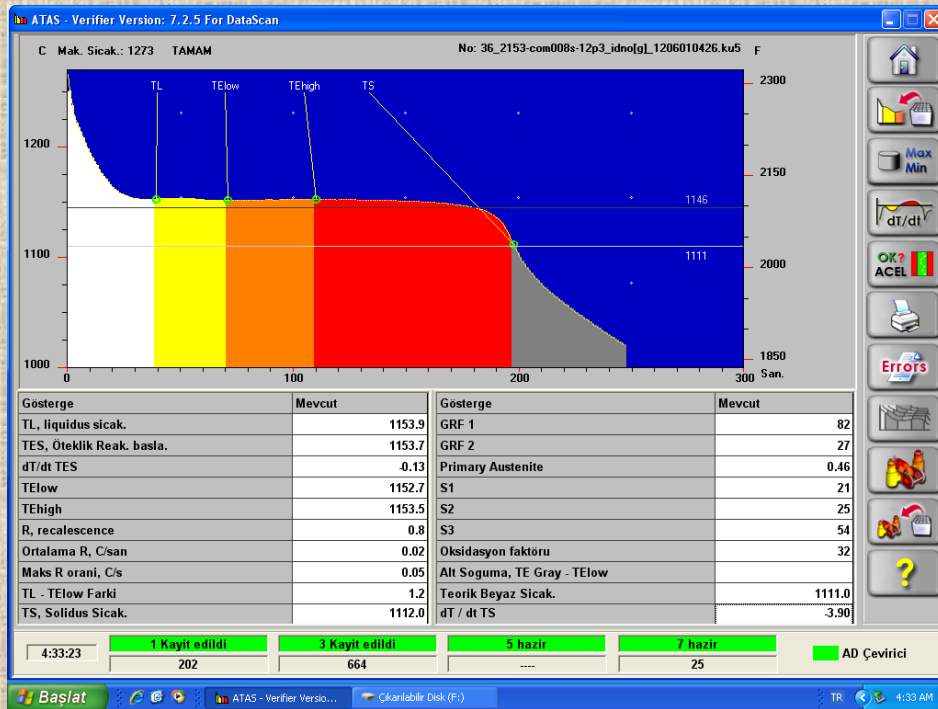 ATAS - Verifier Version: 7.2.5 For DataScan
C Mak. Sicak.: 1273 TAMAM No: 36_2153-com008s-12p3_idno[g]_1206010426.ku5 F
TL TElow TEhigh TS
2300
1200
2150
1146
1100
1111
2000
1000
1850
0 100 200 300 San.
Max
Min
dT/dt
OK?
ACEL
Errors
?
Gösterge Mevcut Gösterge Mevcut
TL, liquidus sicak. 1153.9 GRF 1 82
TES, Öteklik Reak. basla. 1153.7 GRF 2 27
dT/dt TES -0.13 Primary Austenite 0.46
TElow 1152.7 S1 21
TEhigh 1153.5 S2 25
R, recalescence 0.8 S3 54
Ortalama R, C/san 0.02 Oksidasyon faktöru 32
Maks R orani, C/s 0.05 Alt Soguma, TE Gray - TElow
TL - TElow Farki 1.2 Teorik Beyaz Sicak. 1111.0
TS, Solidus Sicak. 1112.0 dT / dt TS -3.90
4:33:23 1 Kayit edildi 3 Kayit edildi 5 hazir 7 hazir AD Çevirici
202 664 ---- 25
Başlat ATAS - Verifier Versio... Çıkarılabilir Disk (F:) TR 4:33 AM